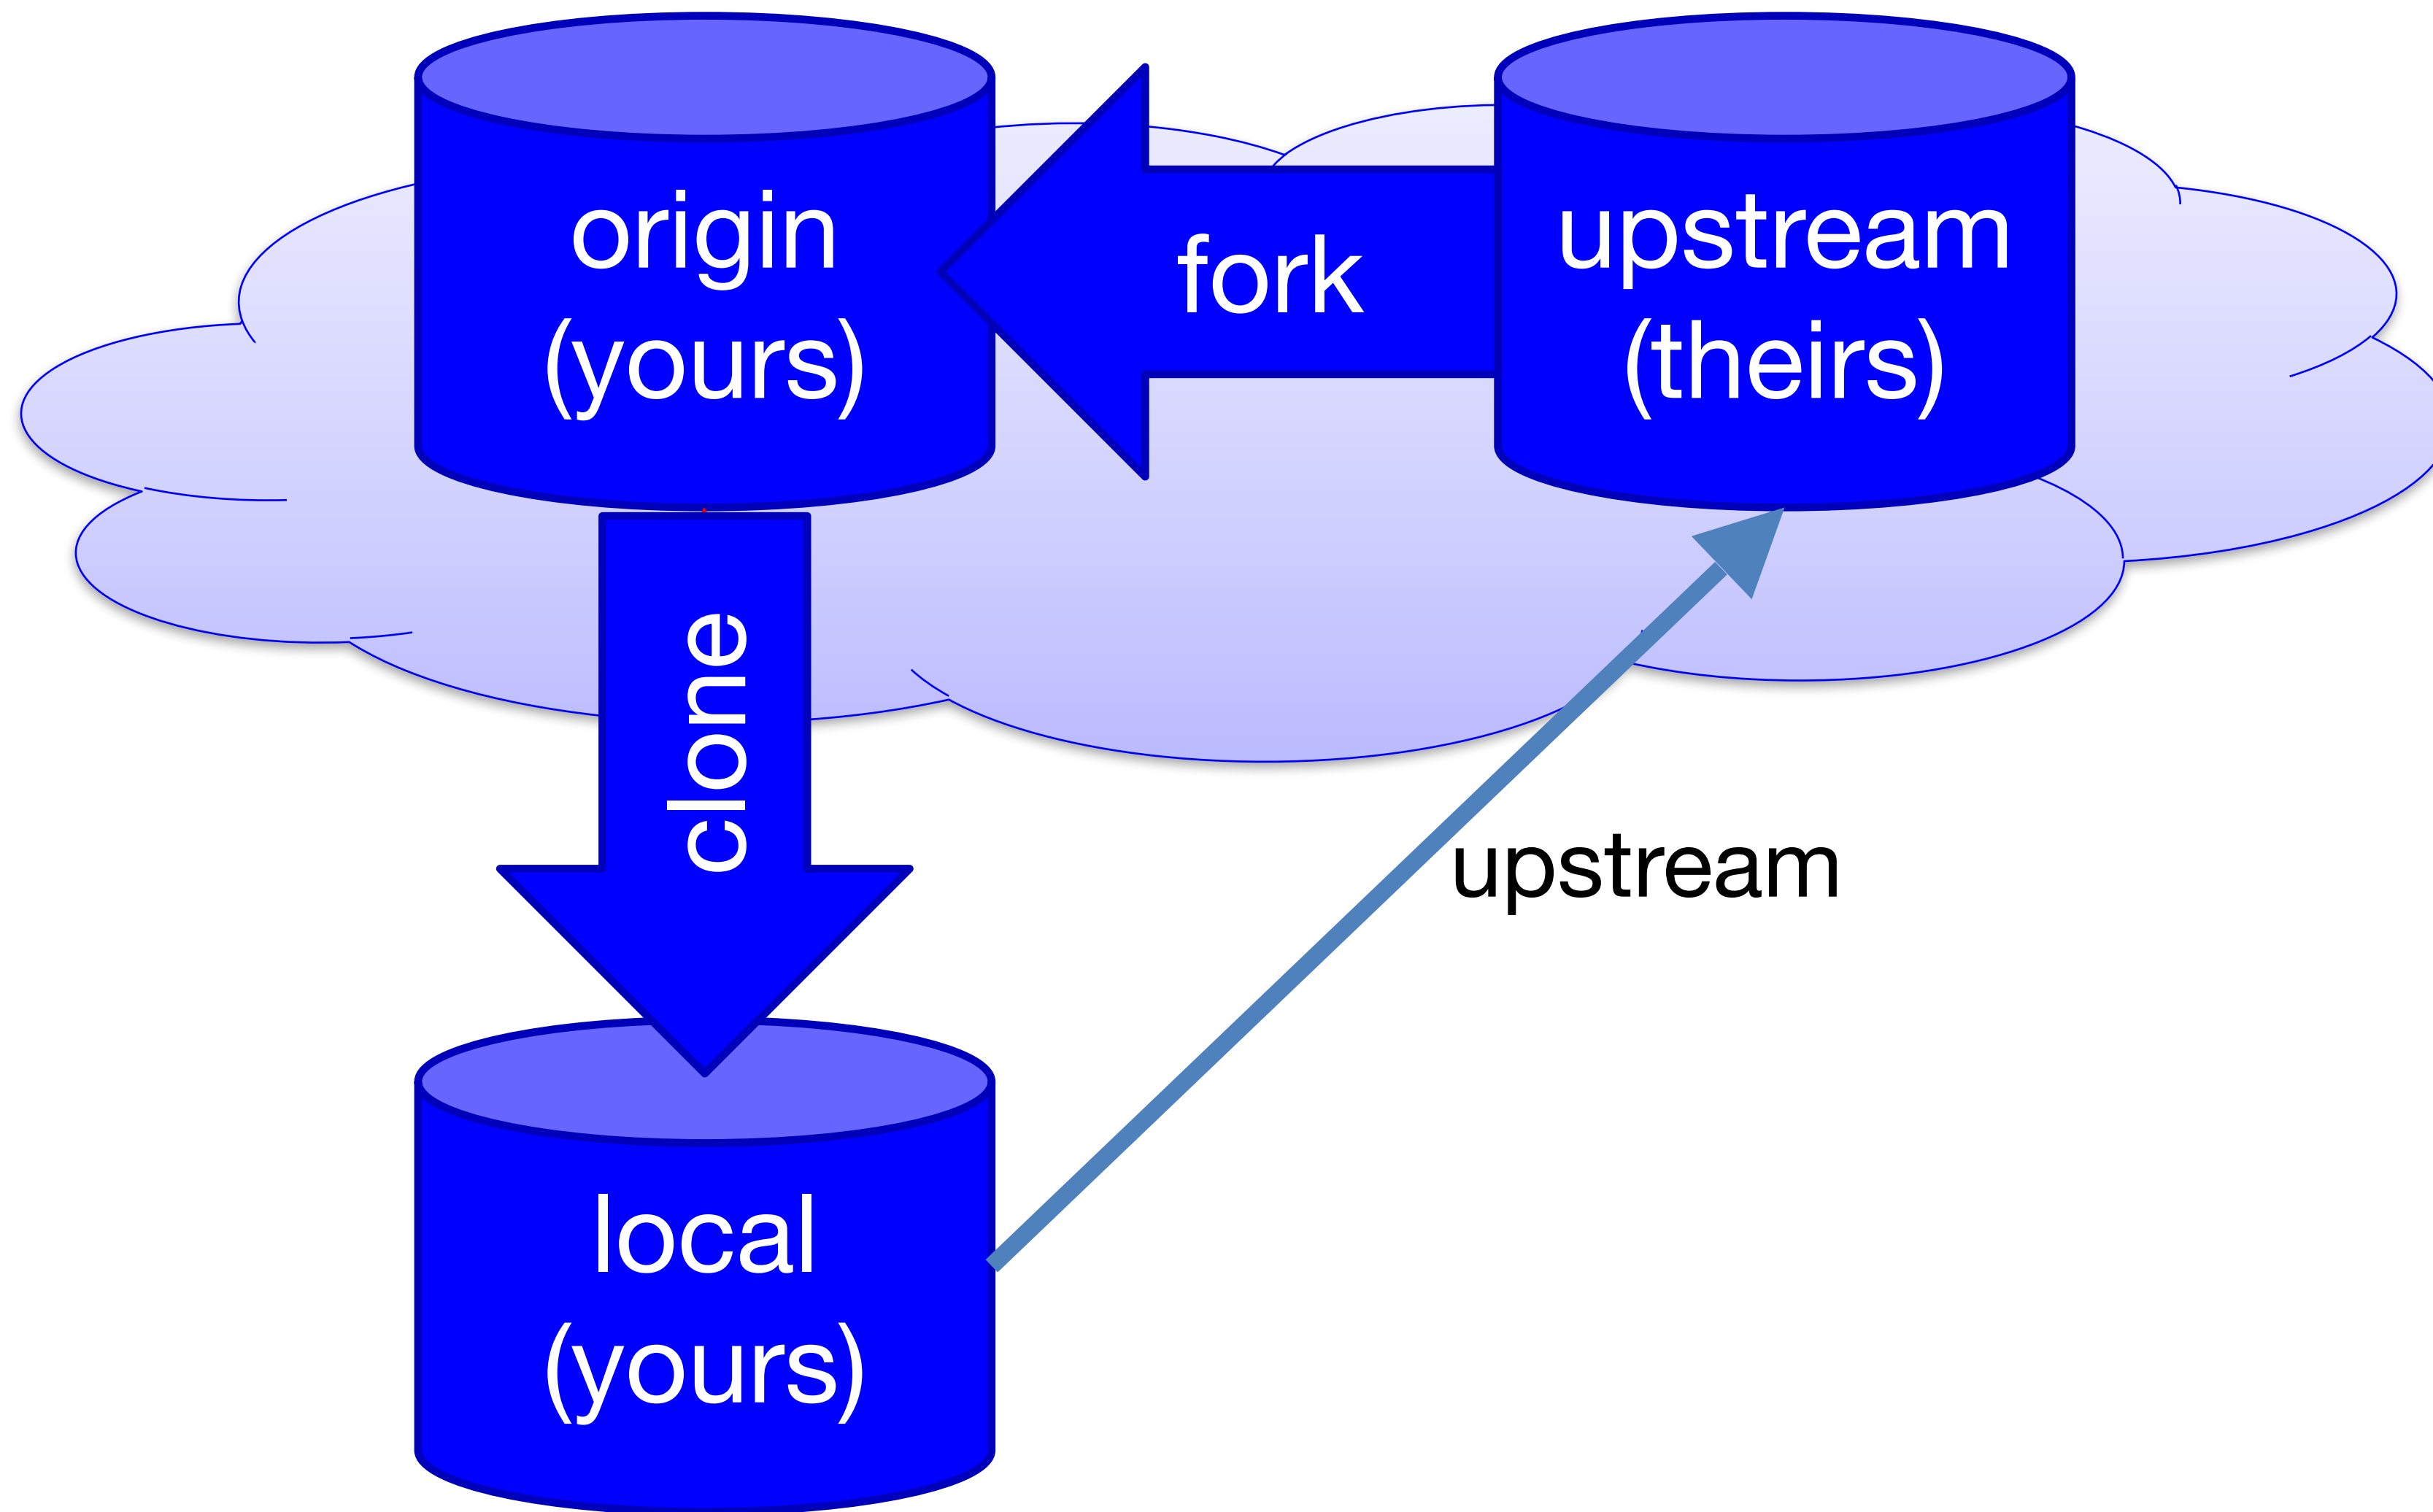 origin
(yours)
fork
upstream
(theirs)
clone
upstream
local
(yours)